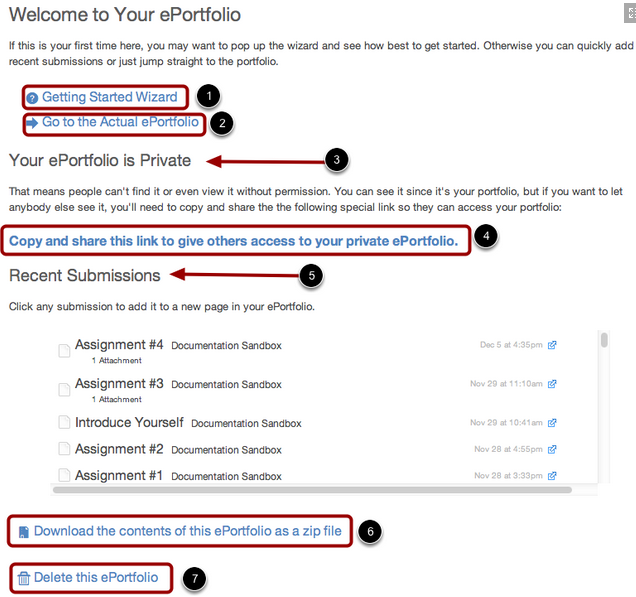 Welcome to Your ePortfolio
If this is your first time here, you may want to pop up the wizard and see how best to get started. Otherwise you can quickly add
recent submissions or just jump straight to the portfolio.
Getting Started Wizard 1
Go to the Actual ePortfolio 2
Your ePortfolio is Private 3
That means people can't find it or even view it without permission. You can see it since it's your portfolio, but if you want to let
anybody else see it, you'll need to copy and share the the following special link so they can access your portfolio:
Copy and share this link to give others access to your private ePortfolio. 4
Recent Submissions 5
Click any submission to add it to a new page in your ePortfolio.
Assignment #4 Documentation Sandbox Dec 5 at 4:35pm
1 Attachment
Assignment #3 Documentation Sandbox Nov 29 at 11:10am
1 Attachment
Introduce Yourself Documentation Sandbox Nov 29 at 10:41am
Assignment #2 Documentation Sandbox Nov 28 at 4:55pm
Assignment #1 Documentation Sandbox Nov 28 at 3:33pm
Download the contents of this ePortfolio as a zip file 6
Delete this ePortfolio 7